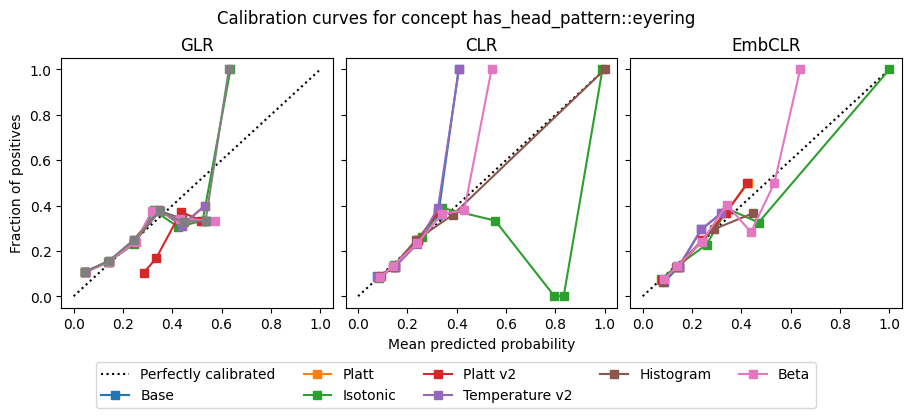 Calibration curves for concept has_head_pattern::eyering
GLR
CLR
EmbCLR
Fraction of positives
1.0
0.8
0.6
0.4
0.2
0.0
0.0 0.2 0.4 0.6 0.8 1.0
0.0 0.2 0.4 0.6 0.8 1.0
0.0 0.2 0.4 0.6 0.8 1.0
Mean predicted probability
Perfectly calibrated
Base
Platt
Isotonic
Platt v2
Temperature v2
Histogram
Beta